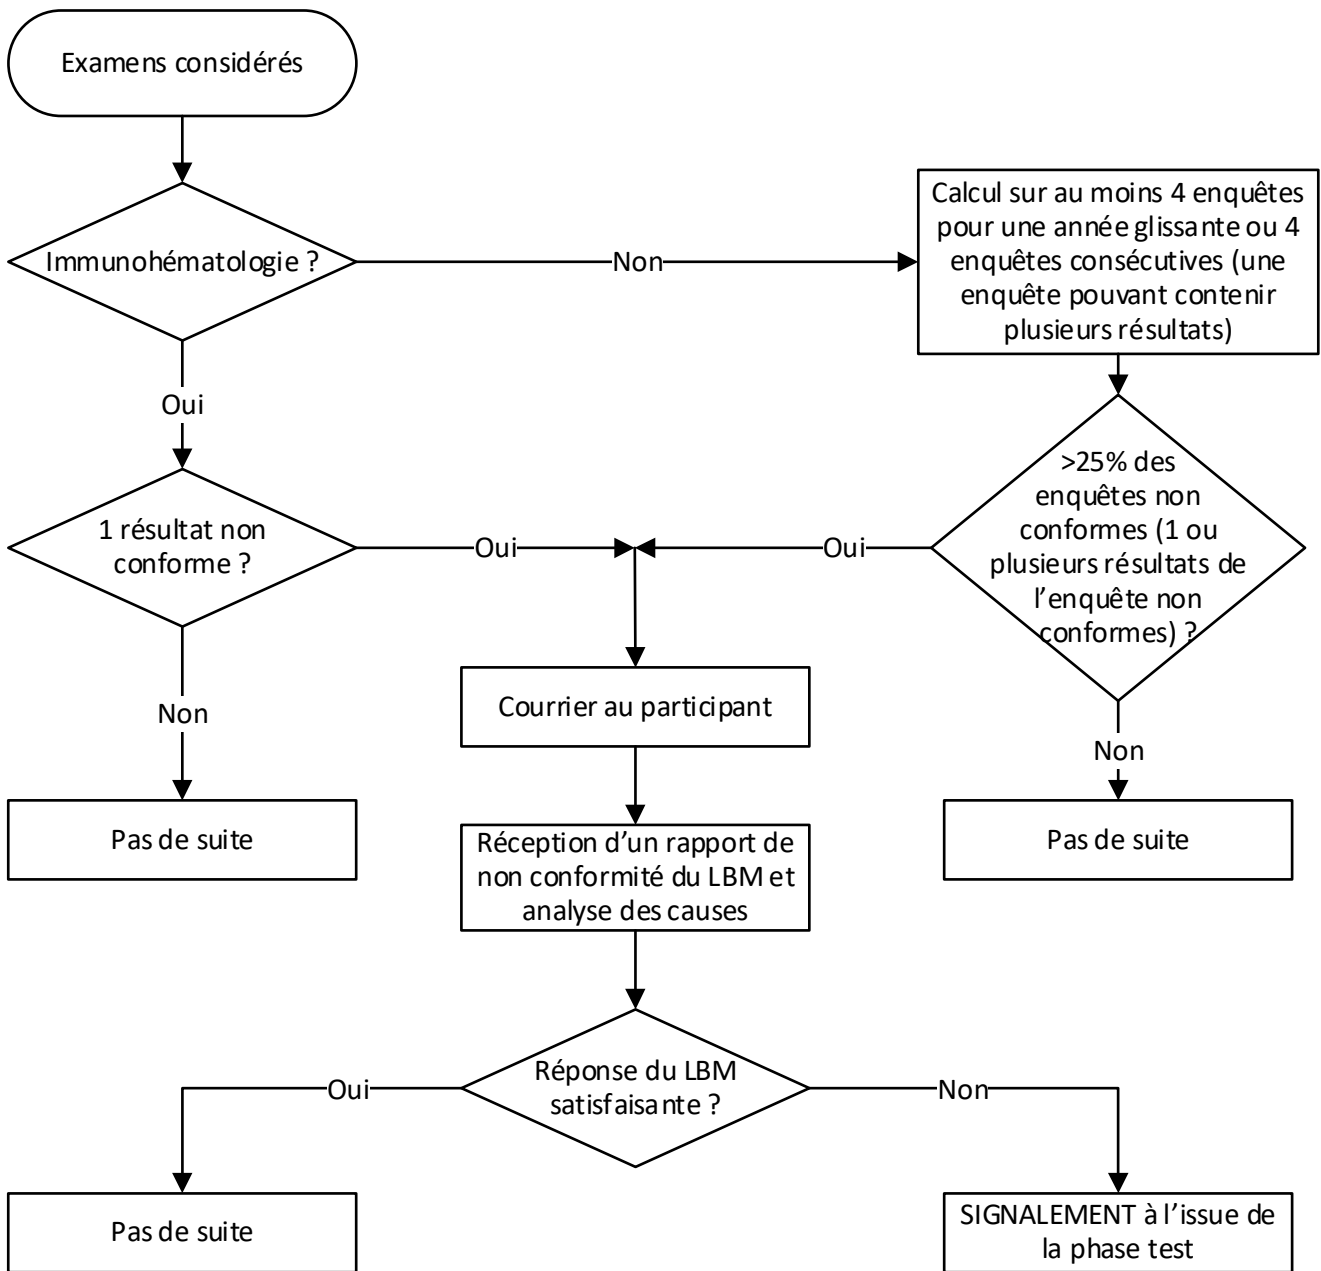 Examens considérés
Immunohématologie ?
Non
Calcul sur au moins 4 enquêtes
pour une année glissante ou 4
enquêtes consécutives (une
enquête pouvant contenir
plusieurs résultats)
Oui
1 résultat non
conforme ?
Oui
Oui
>25% des
enquêtes non
conformes (1 ou
plusieurs résultats de
l’enquête non
conformes) ?
Non
Courrier au participant
Non
Pas de suite
Réception d’un rapport de
non conformité du LBM et
analyse des causes
Pas de suite
Réponse du LBM
satisfaisante ?
Oui
Non
Pas de suite
SIGNALEMENT à l’issue de
la phase test